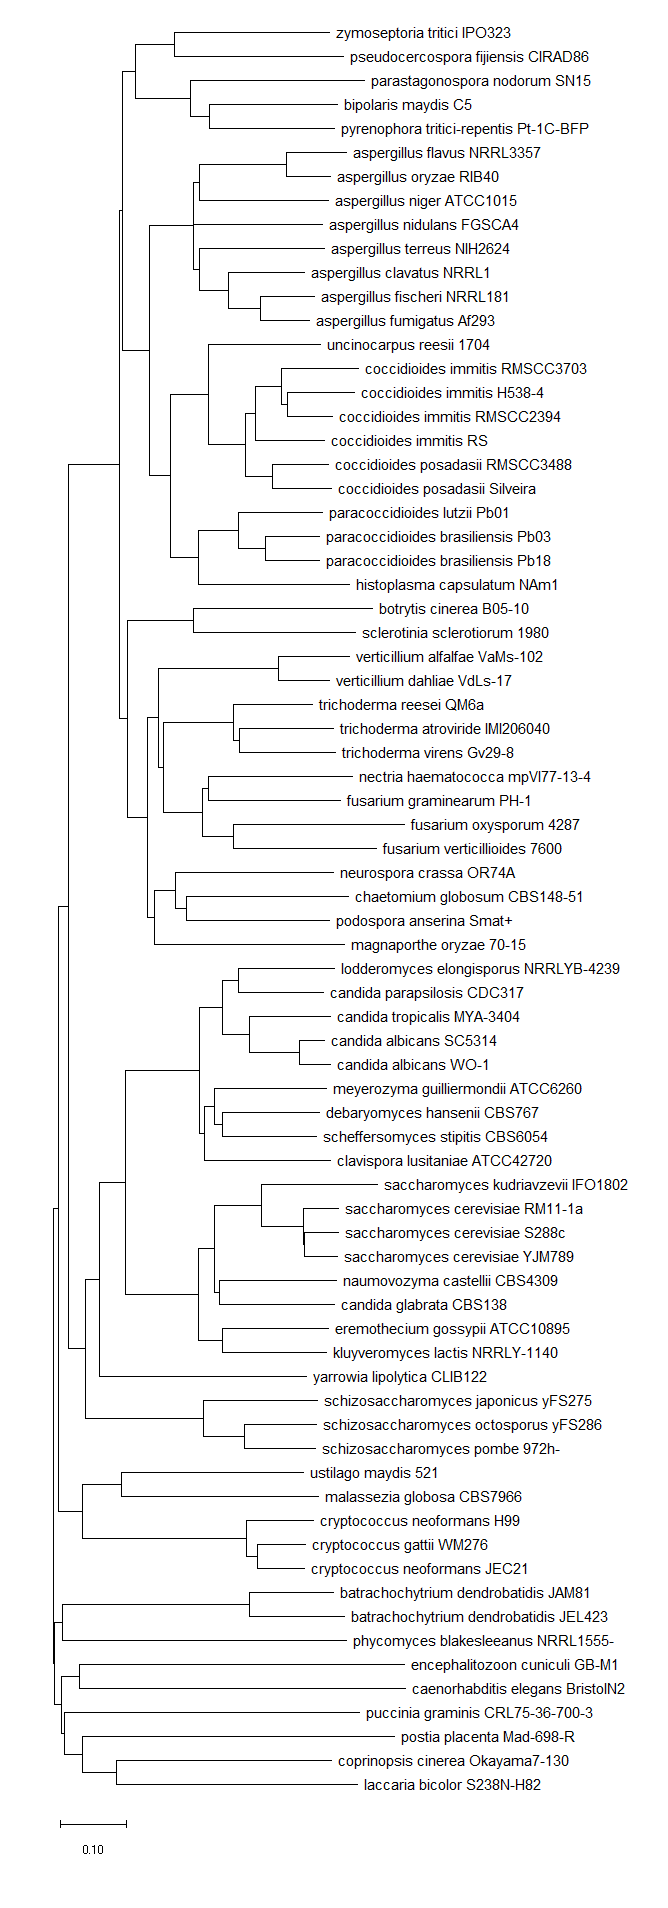 zymoseptoria tritici IPO323
pseudocercospora fijiensis CIRAD86
parastagonospora nodorum SN15
bipolaris maydis C5
pyrenophora tritici-repentis Pt-1C-BFP
aspergillus flavus NRRL3357
aspergillus oryzae RIB40
aspergillus niger ATCC1015
aspergillus nidulans FGSCA4
aspergillus terreus NIH2624
aspergillus clavatus NRRL1
aspergillus fischeri NRRL181
aspergillus fumigatus Af293
uncinocarpus reesii 1704
coccidioides immitis RMSCC3703
coccidioides immitis H538-4
coccidioides immitis RMSCC2394
coccidioides immitis RS
coccidioides posadasii RMSCC3488
coccidioides posadasii Silveira
paracoccidioides lutzii Pb01
paracoccidioides brasiliensis Pb03
paracoccidioides brasiliensis Pb18
histoplasma capsulatum NAm1
botrytis cinerea B05-10
sclerotinia sclerotiorum 1980
verticillium alfalfae VaMs-102
verticillium dahliae VdLs-17
trichoderma reesei QM6a
trichoderma atroviride IMI206040
trichoderma virens Gv29-8
nectria haematococca mpVI77-13-4
fusarium graminearum PH-1
fusarium oxysporum 4287
fusarium verticillioides 7600
neurospora crassa OR74A
chaetomium globosum CBS148-51
podospora anserina Smat+
magnaporthe oryzae 70-15
lodderomyces elongisporus NRRLYB-4239
candida parapsilosis CDC317
candida tropicalis MYA-3404
candida albicans SC5314
candida albicans WO-1
meyerozyma guilliermondii ATCC6260
debaryomyces hansenii CBS767
scheffersomyces stipitis CBS6054
clavispora lusitaniae ATCC42720
saccharomyces kudriavzevii IFO1802
saccharomyces cerevisiae RM11-1a
saccharomyces cerevisiae S288c
saccharomyces cerevisiae YJM789
naumovozyma castellii CBS4309
candida glabrata CBS138
eremothecium gossypii ATCC10895
kluyveromyces lactis NRRLY-1140
yarrowia lipolytica CLIB122
schizosaccharomyces japonicus yFS275
schizosaccharomyces octosporus yFS286
schizosaccharomyces pombe 972h-
ustilago maydis 521
malassezia globosa CBS7966
cryptococcus neoformans H99
cryptococcus gattii WM276
cryptococcus neoformans JEC21
batrachochytrium dendrobatidis JAM81
batrachochytrium dendrobatidis JEL423
phycomyces blakesleeanus NRRL1555-
encephalitozoon cuniculi GB-M1
caenorhabditis elegans BristolN2
puccinia graminis CRL75-36-700-3
postia placenta Mad-698-R
coprinopsis cinerea Okayama7-130
laccaria bicolor S238N-H82
0.10